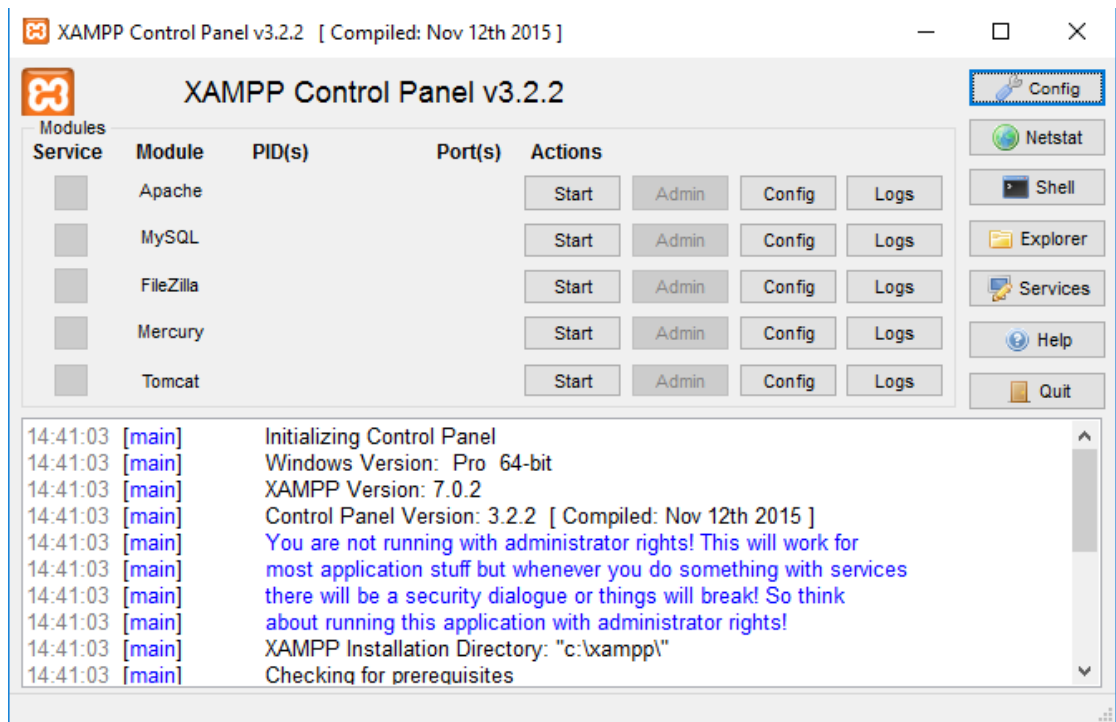 XAMPP Control Panel v3.2.2 [ Compiled: Nov 12th 2015 ]
XAMPP Control Panel v3.2.2
Config
Modules
Netstat
Service Module PID(s) Port(s) Actions
Apache Start Admin Config Logs
Shell
MySQL Start Admin Config Logs
Explorer
FileZilla Start Admin Config Logs
Services
Mercury Start Admin Config Logs
Help
Tomcat Start Admin Config Logs
Quit
14:41:03 [main] Initializing Control Panel
14:41:03 [main] Windows Version: Pro 64-bit
14:41:03 [main] XAMPP Version: 7.0.2
14:41:03 [main] Control Panel Version: 3.2.2 [ Compiled: Nov 12th 2015 ]
14:41:03 [main] You are not running with administrator rights! This will work for
14:41:03 [main] most application stuff but whenever you do something with services
14:41:03 [main] there will be a security dialogue or things will break! So think
14:41:03 [main] about running this application with administrator rights!
14:41:03 [main] XAMPP Installation Directory: "c:\xampp\"
14:41:03 [main] Checking for prerequisites